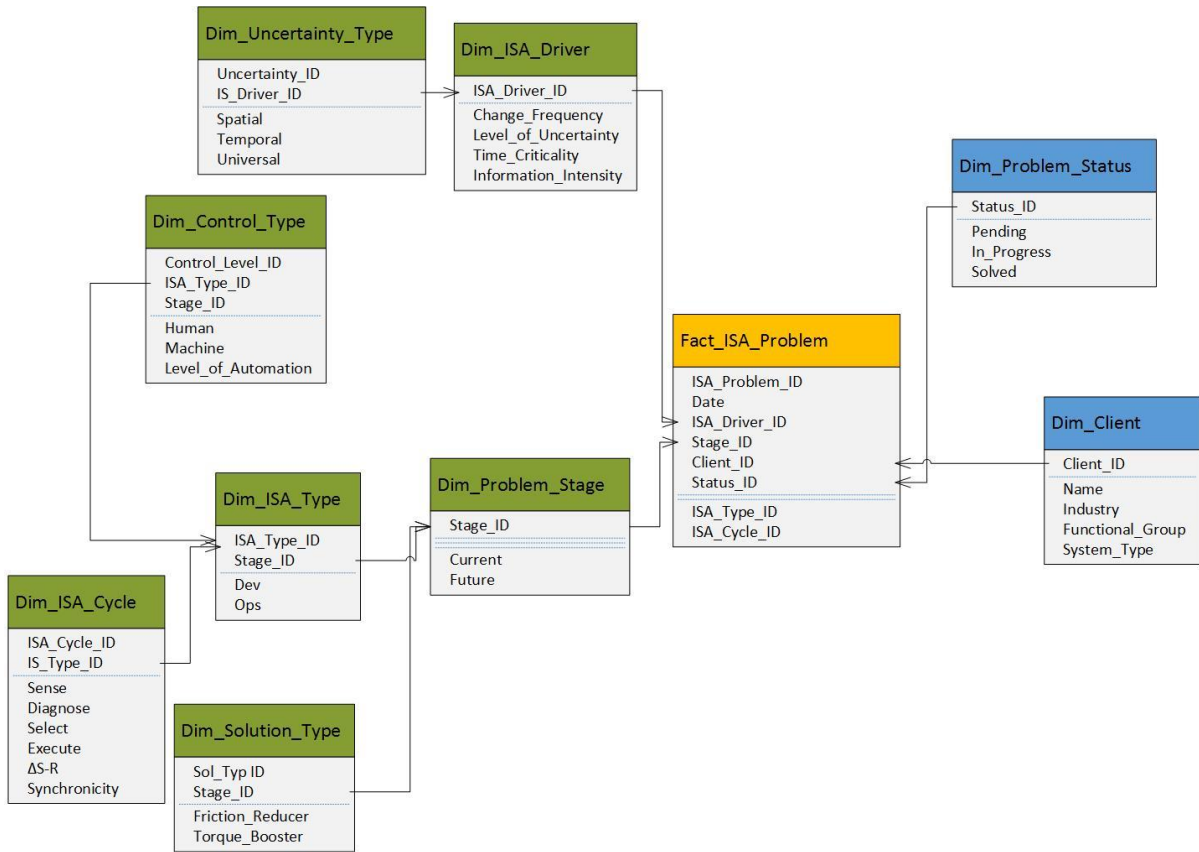 Dim_Uncertainty_Type
Uncertainty_ID
IS_Driver_ID
Spatial
Temporal
Universal
Dim_ISA_Driver
ISA_Driver_ID
Change_Frequency
Level_of_Uncertainty
Time_Criticality
Information_Intensity
Dim_Problem_Status
Status_ID
Pending
In_Progress
Solved
Dim_Control_Type
Control_Level_ID
ISA_Type_ID
Stage_ID
Human
Machine
Level_of_Automation
Fact_ISA_Problem
ISA_Problem_ID
Date
ISA_Driver_ID
Stage_ID
Client_ID
Status_ID
ISA_Type_ID
ISA_Cycle_ID
Dim_Client
Client_ID
Name
Industry
Functional_Group
System_Type
Dim_ISA_Type
ISA_Type_ID
Stage_ID
Dev
Ops
Dim_Problem_Stage
Stage_ID
Current
Future
Dim_ISA_Cycle
ISA_Cycle_ID
IS_Type_ID
Sense
Diagnose
Select
Execute
ΔS-R
Synchronicity
Dim_Solution_Type
Sol_Typ ID
Stage_ID
Friction_Reducer
Torque_Booster